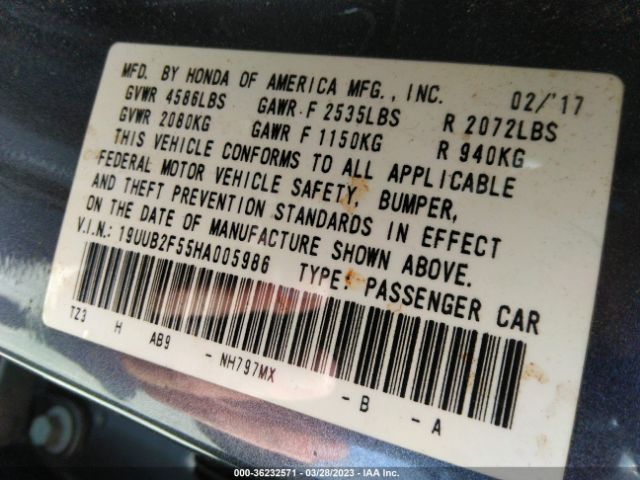 MFD. BY HONDA OF AMERICA MFG., INC. 02/'17
GVWR 4586LBS GAWR F 2535LBS R 2072LBS
GVWR 2080KG GAWR F 1150KG R 940KG
THIS VEHICLE CONFORMS TO ALL APPLICABLE
FEDERAL MOTOR VEHICLE SAFETY, BUMPER,
AND THEFT PREVENTION STANDARDS IN EFFECT
ON THE DATE OF MANUFACTURE SHOWN ABOVE.
V.I.N.: 19UUB2F55HA005986 TYPE: PASSENGER CAR
TZ3 H AB9 - NH797MX - B - A
000-36232571 - 03/28/2023 - IAA Inc.